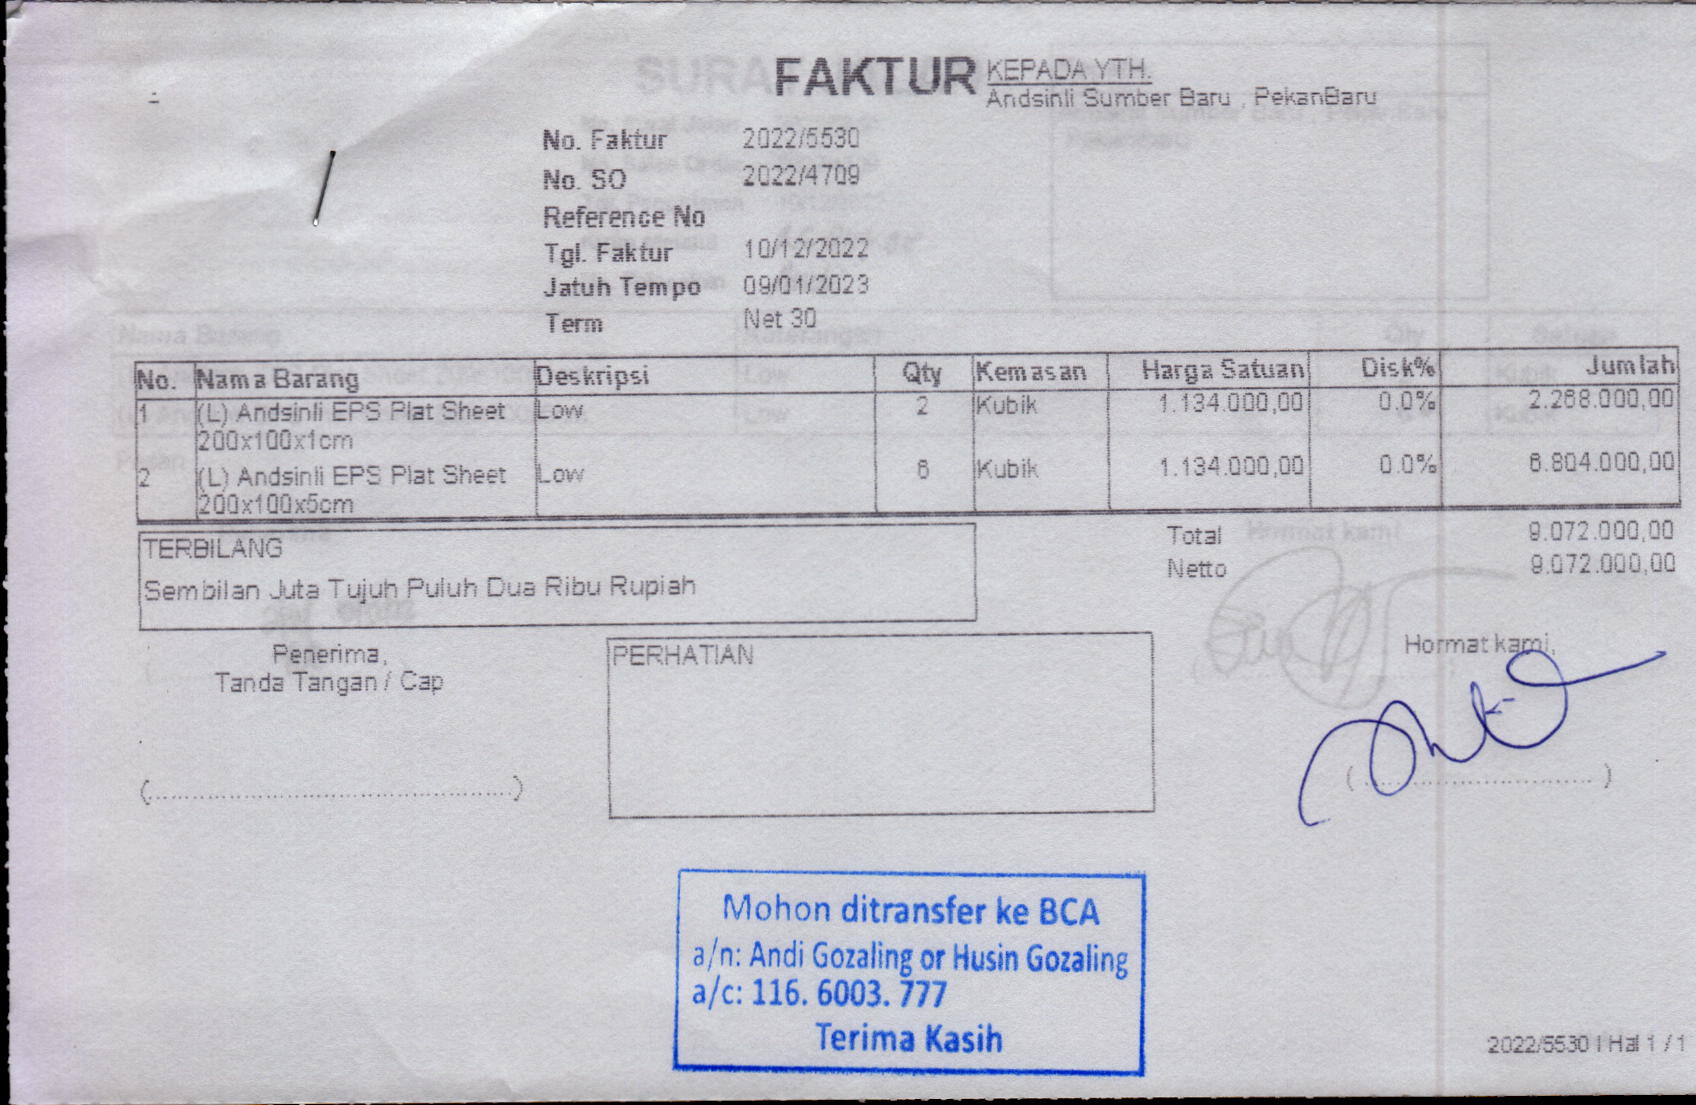 FAKTUR
KEPADA YTH.
Andsinli Sumber Baru , PekanBaru
No. Faktur 2022/5530
No. SO 2022/4709
Reference No
Tgl. Faktur 10/12/2022
Jatuh Tempo 09/01/2023
Term Net 30
No. Nama Barang Deskripsi Qty Kemasan Harga Satuan Disk% Jumlah
1 (L) Andsinli EPS Plat Sheet Low 2 Kubik 1.134.000,00 0.0% 2.268.000,00
200x100x1cm
2 (L) Andsinli EPS Plat Sheet Low 6 Kubik 1.134.000,00 0.0% 6.804.000,00
200x100x5cm
Total 9.072.000,00
Netto 9.072.000,00
TERBILANG
Sembilan Juta Tujuh Puluh Dua Ribu Rupiah
Penerima,
Tanda Tangan / Cap
(................................................)
PERHATIAN
Hormat kami,
(................................)
Mohon ditransfer ke BCA
a/n: Andi Gozaling or Husin Gozaling
a/c: 116. 6003. 777
Terima Kasih
2022/5530 | Hal 1 / 1